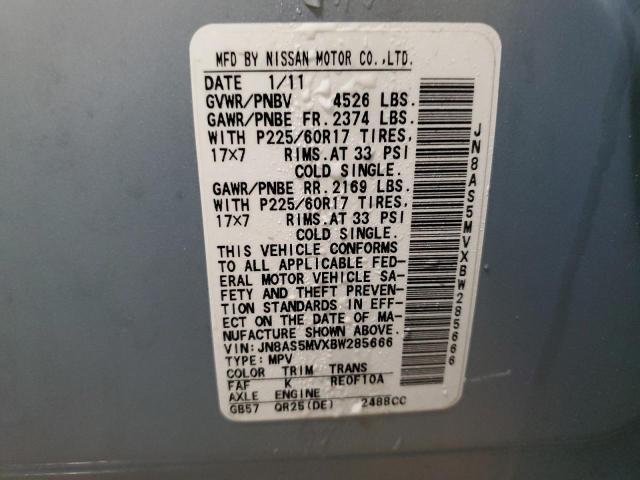 MFD BY NISSAN MOTOR CO.,LTD.
DATE 1/11
GVWR/PNBV 4526 LBS.
GAWR/PNBE FR. 2374 LBS.
WITH P225/60R17 TIRES,
17x7 RIMS.AT 33 PSI
COLD SINGLE.
GAWR/PNBE RR. 2169 LBS.
WITH P225/60R17 TIRES,
17x7 RIMS.AT 33 PSI
COLD SINGLE.
THIS VEHICLE CONFORMS
TO ALL APPLICABLE FED-
ERAL MOTOR VEHICLE SA-
FETY AND THEFT PREVEN-
TION STANDARDS IN EFF-
ECT ON THE DATE OF MA-
NUFACTURE SHOWN ABOVE.
VIN: JN8AS5MVXBW285666
TYPE: MPV
COLOR TRIM TRANS
FAF K RE0F10A
AXLE ENGINE
GB57 QR25(DE) 2488CC
JN8AS5MVXBW285666